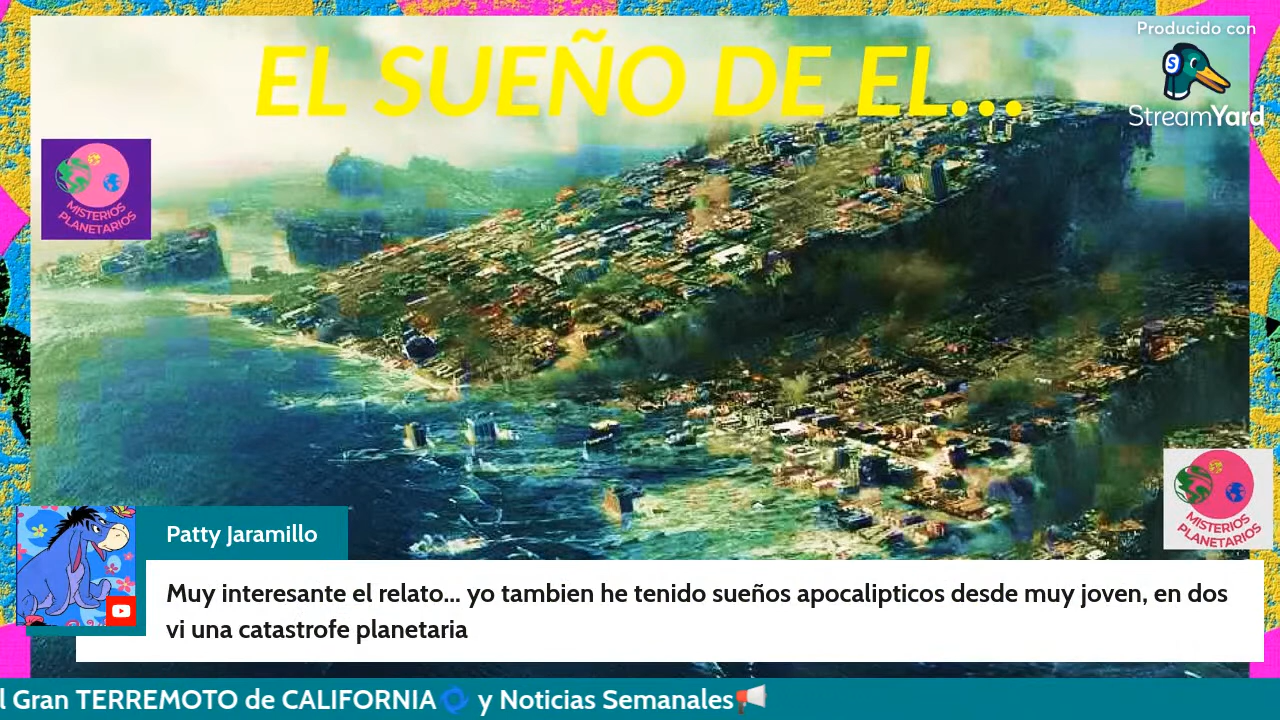 Producido con
EL SUEÑO DE EL...
StreamYard
MISTERIOS
PLANETARIOS
MISTERIOS
PLANETARIOS
Patty Jaramillo
Muy interesante el relato... yo tambien he tenido sueños apocalipticos desde muy joven, en dos
vi una catastrofe planetaria
l Gran TERREMOTO de CALIFORNIA🌀 y Noticias Semanales📢